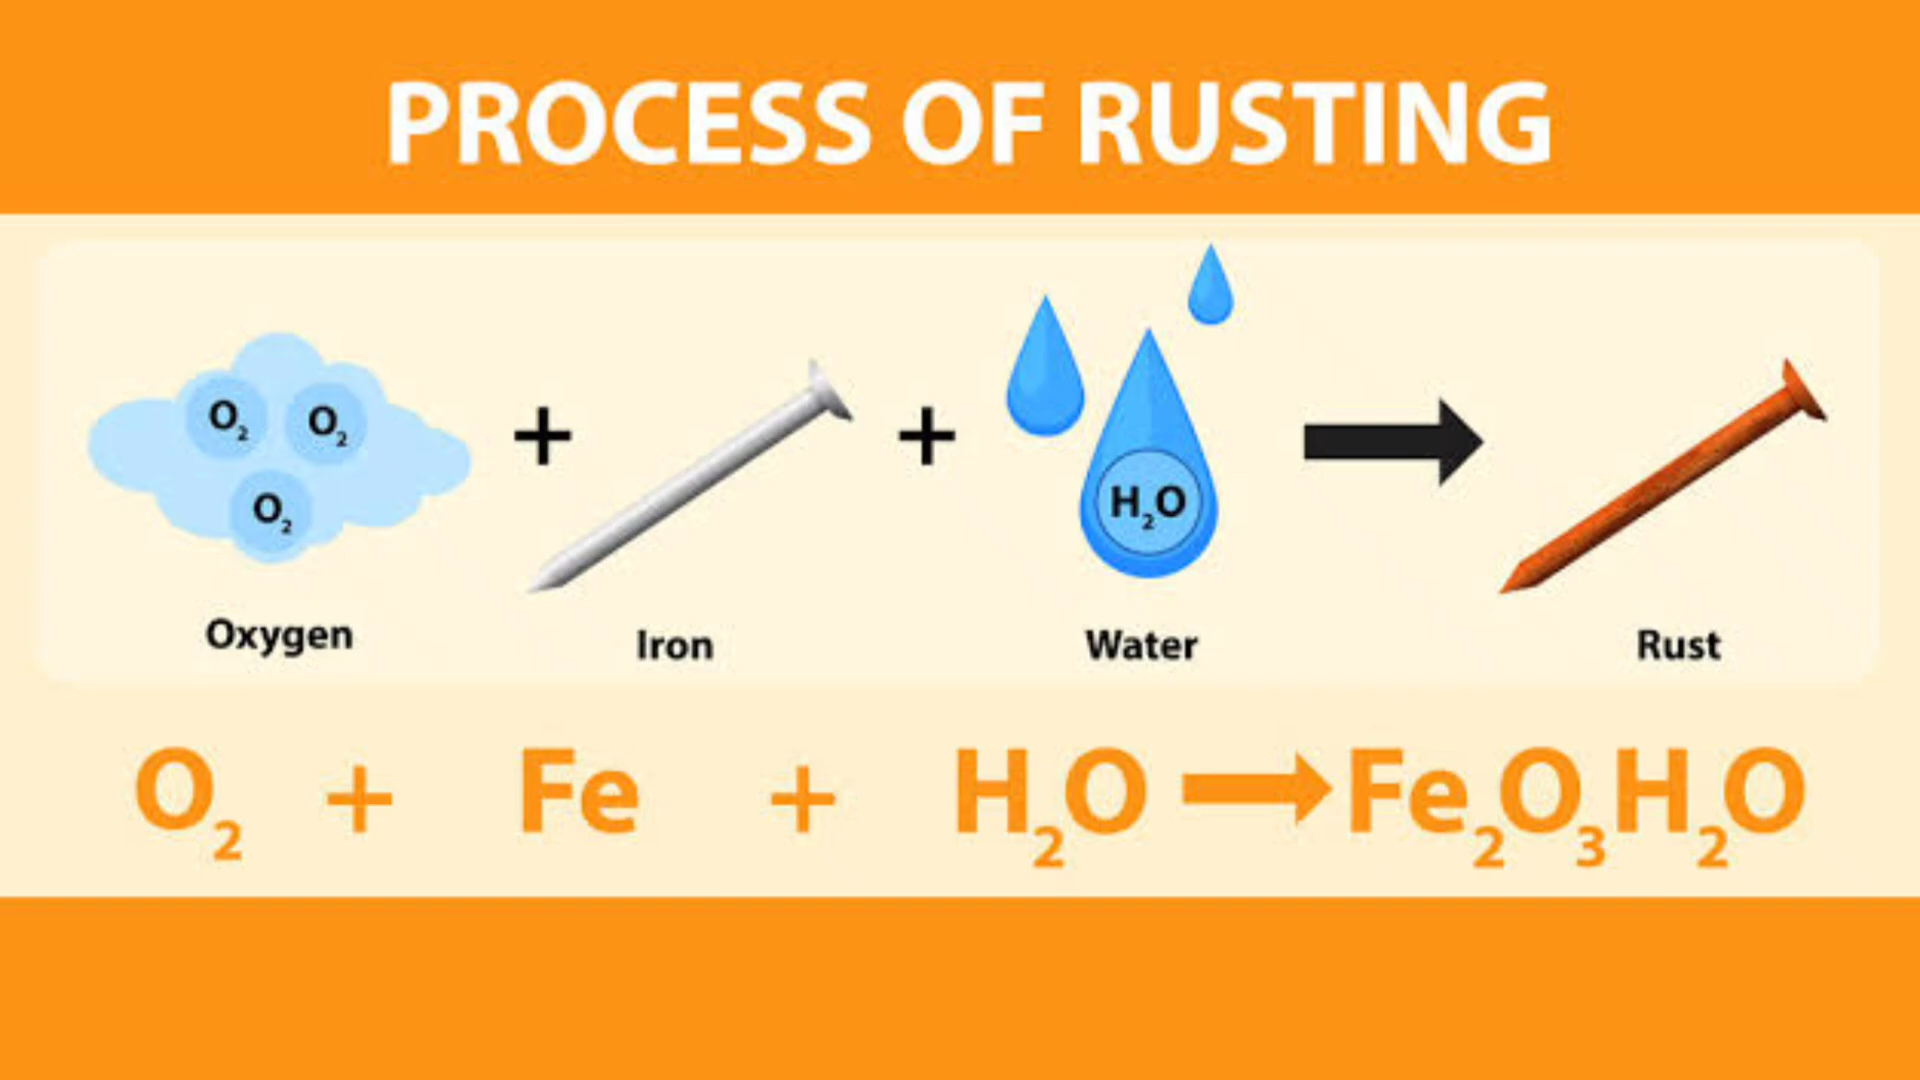 PROCESS OF RUSTING
O₂ O₂
O₂
H₂O
Oxygen Iron Water Rust
O₂ + Fe + H₂O → Fe₂O₃H₂O